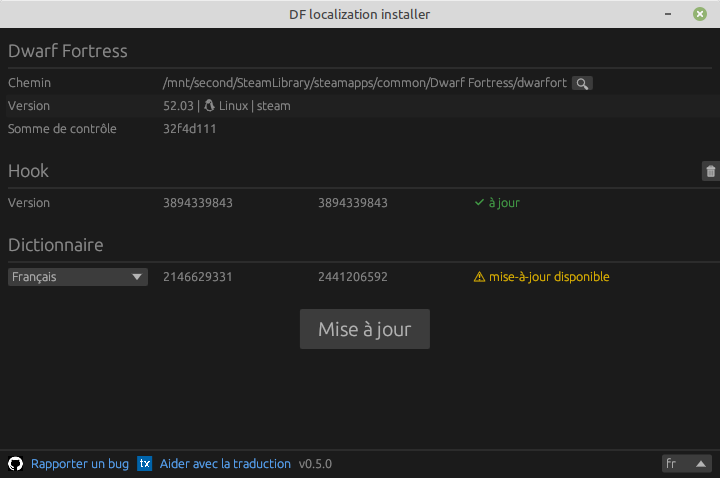 DF localization installer
Dwarf Fortress
Chemin /mnt/second/SteamLibrary/steamapps/common/Dwarf Fortress/dwarfort
Version 52.03 | Linux | steam
Somme de contrôle 32f4d111
Hook
Version 3894339843 3894339843 ✓ à jour
Dictionnaire
Français 2146629331 2441206592 ⚠ mise-à-jour disponible
Mise à jour
Rapporter un bug tx Aider avec la traduction v0.5.0 fr